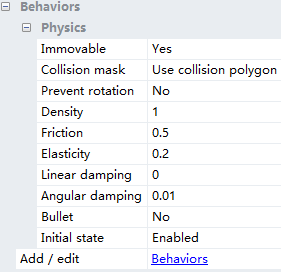 Behaviors
Physics
Immovable Yes
Collision mask Use collision polygon
Prevent rotation No
Density 1
Friction 0.5
Elasticity 0.2
Linear damping 0
Angular damping 0.01
Bullet No
Initial state Enabled
Add / edit Behaviors